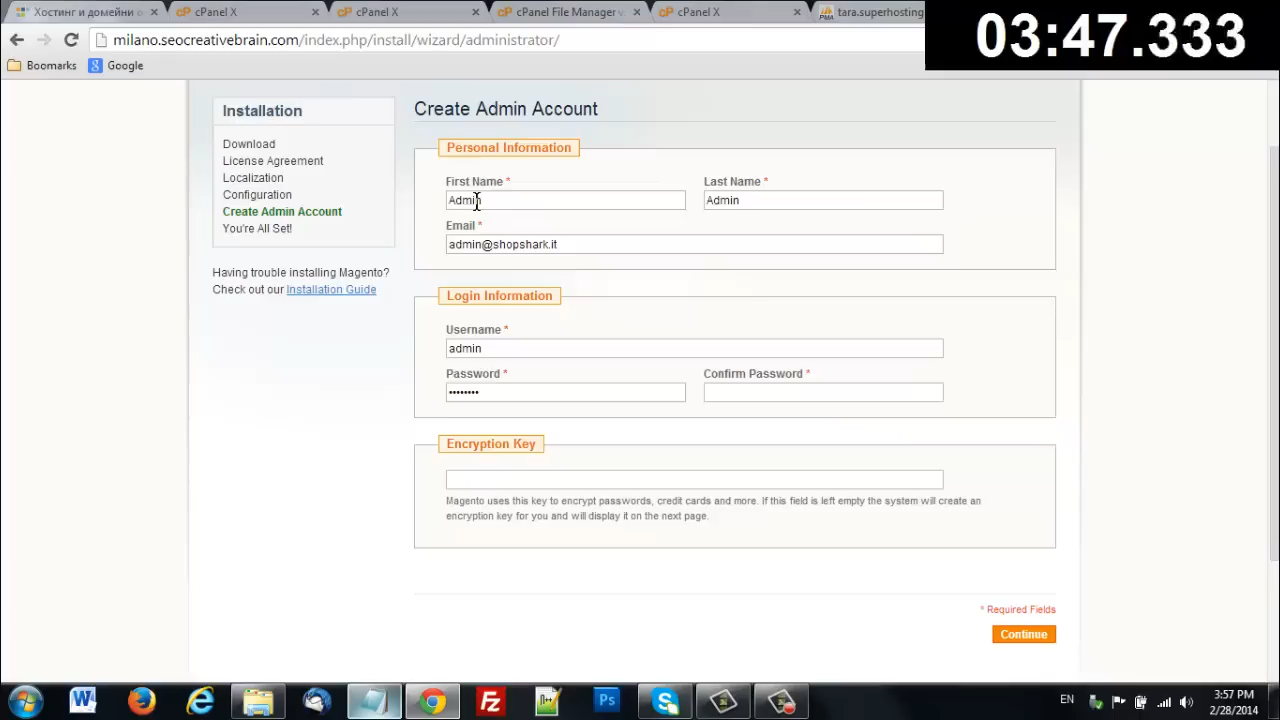 Хостинг и домейни о
cPanel X
cPanel X
cPanel File Manager v
cPanel X
tara.superhosting
03:47.333
milano.seocreativebrain.com/index.php/install/wizard/administrator/
Boomarks
Google
Installation
Download
License Agreement
Localization
Configuration
Create Admin Account
You're All Set!
Having trouble installing Magento?
Check out our Installation Guide
Create Admin Account
Personal Information
First Name *
Last Name *
Admin
Admin
Email *
admin@shopshark.it
Login Information
Username *
admin
Password *
Confirm Password *
••••••••
Encryption Key
Magento uses this key to encrypt passwords, credit cards and more. If this field is left empty the system will create an
encryption key for you and will display it on the next page.
* Required Fields
Continue
EN
3:57 PM
2/28/2014